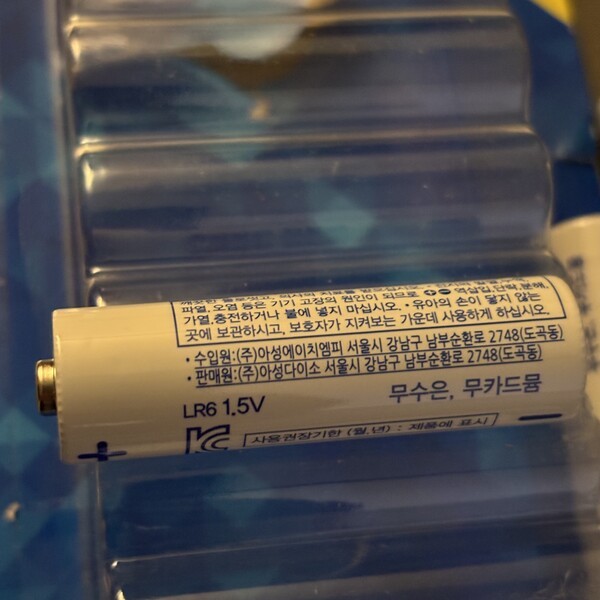 파열, 오염 등은 기기 고장의 원인이 되므로 ⊕⊖ 역삽입,단락,분해,
가열,충전하거나 불에 넣지 마십시오. • 유아의 손이 닿지 않는
곳에 보관하시고, 보호자가 지켜보는 가운데 사용하게 하십시오.
• 수입원:(주)아성에이치엠피 서울시 강남구 남부순환로 2748(도곡동)
• 판매원:(주)아성다이소 서울시 강남구 남부순환로 2748(도곡동)
무수은, 무카드뮴
LR6 1.5V
KC 사용권장기한 (월,년) : 제품에 표시
+ −